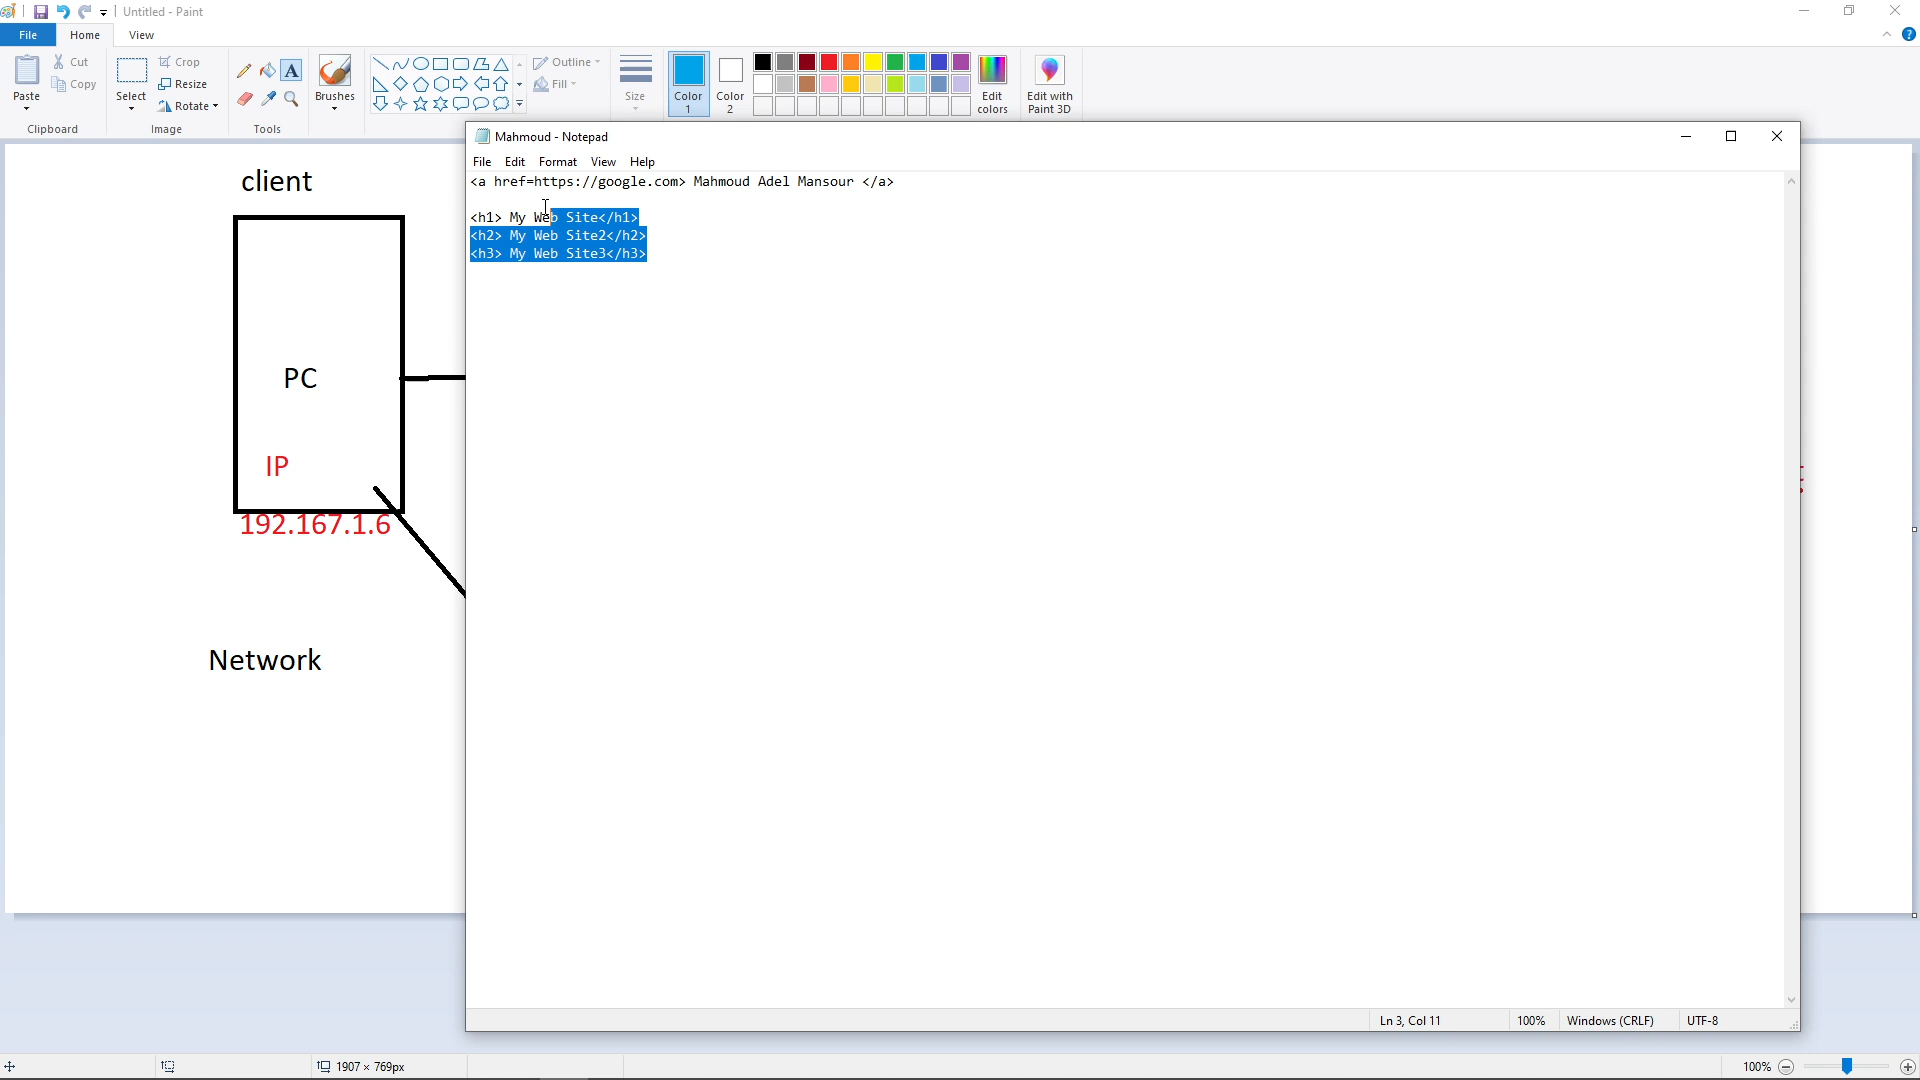 Untitled - Paint
File
Home
View
Paste
Cut
Copy
Clipboard
Select
Crop
Resize
Rotate
Image
A
Tools
Brushes
Outline
Fill
Size
Color
1
Color
2
Edit
colors
Edit with
Paint 3D
Mahmoud - Notepad
File Edit Format View Help
<a href=https://google.com> Mahmoud Adel Mansour </a>
<h1> My Web Site</h1>
<h2> My Web Site2</h2>
<h3> My Web Site3</h3>
client
PC
IP
192.167.1.6
Network
Ln 3, Col 11
100%
Windows (CRLF)
UTF-8
1907 × 769px
100%